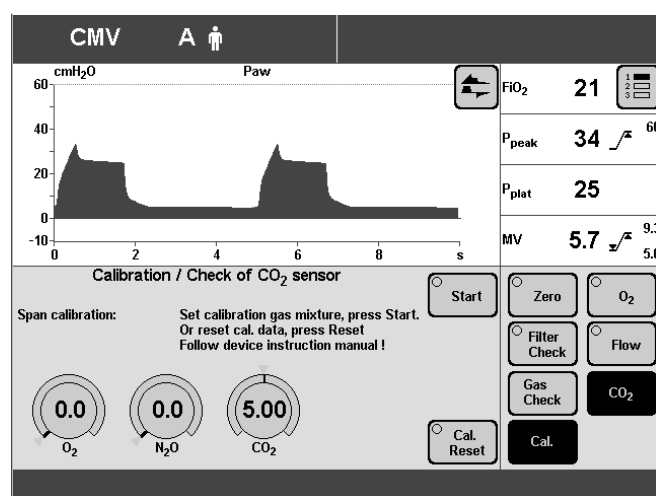 CMV A
cmH₂O Paw
60
40
20
0
-10
0 2 4 6 8 s
FiO₂ 21
1
2
3
Ppeak 34
Pplat 25
MV 5.7
Calibration / Check of CO₂ sensor
Span calibration:
Set calibration gas mixture, press Start.
Or reset cal. data, press Reset
Follow device instruction manual !
0.0
O₂
0.0
N₂O
5.00
CO₂
Start
Cal.
Reset
Zero
O₂
Filter
Check
Flow
Gas
Check
CO₂
Cal.